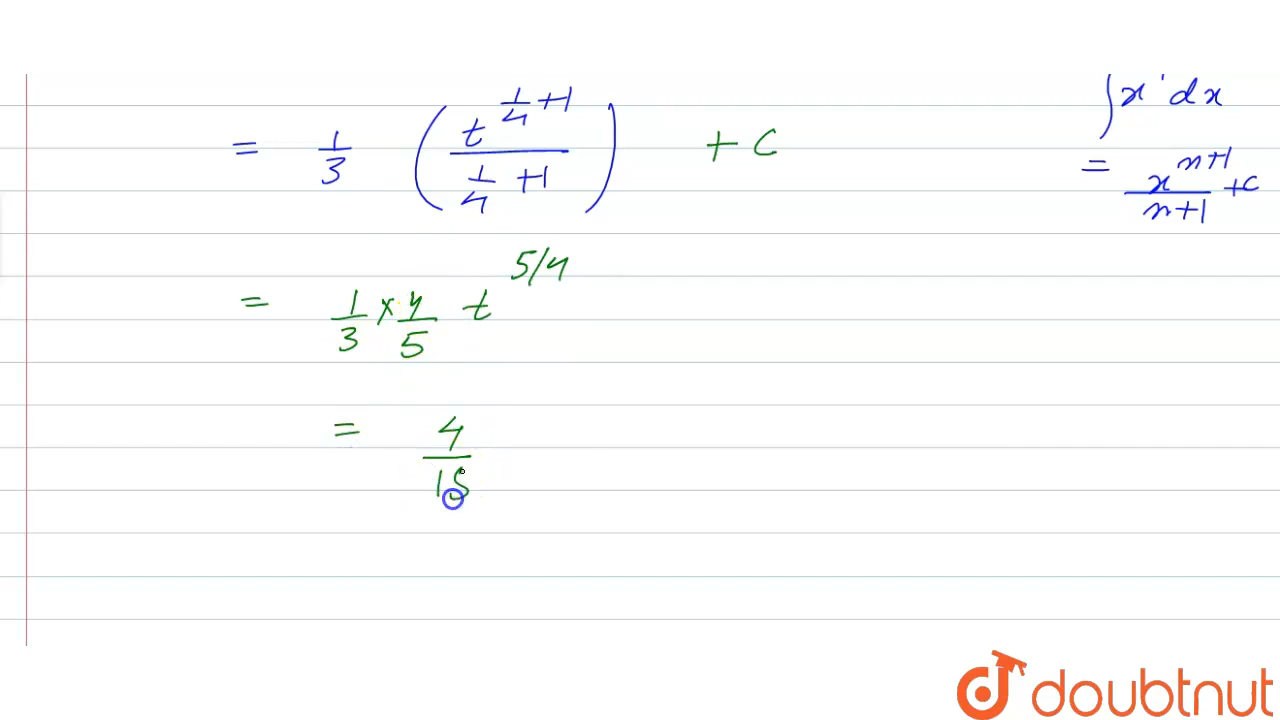 = 1/3 ( t^(1/4+1) / (1/4+1) ) + c
= 1/3 × 4/5 t^5/4
= 4/15
∫x dx
= x^(n+1) / (n+1) + c
doubtnut